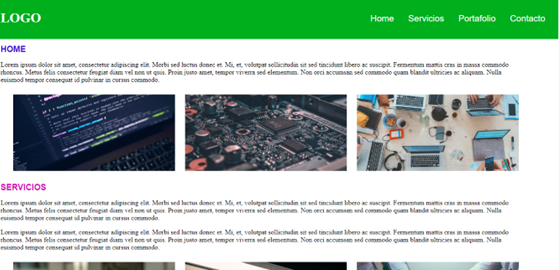 LOGO
Home Servicios Portafolio Contacto
HOME
Lorem ipsum dolor sit amet, consectetur adipiscing elit. Morbi sed luctus donec et. Mi, et, volutpat sollicitudin sit sed tincidunt libero ac suscipit. Fermentum mattis cras in massa commodo
rhoncus. Metus felis consectetur feugiat diam vel non ut quis. Proin justo amet, tempor viverra sed elementum. Non orci accumsan sed commodo quam blandit ultricies ac aliquam. Nulla
euismod tempor consequat id pulvinar in cursus commodo.
SERVICIOS
Lorem ipsum dolor sit amet, consectetur adipiscing elit. Morbi sed luctus donec et. Mi, et, volutpat sollicitudin sit sed tincidunt libero ac suscipit. Fermentum mattis cras in massa commodo
rhoncus. Metus felis consectetur feugiat diam vel non ut quis. Proin justo amet, tempor viverra sed elementum. Non orci accumsan sed commodo quam blandit ultricies ac aliquam. Nulla
euismod tempor consequat id pulvinar in cursus commodo.
Lorem ipsum dolor sit amet, consectetur adipiscing elit. Morbi sed luctus donec et. Mi, et, volutpat sollicitudin sit sed tincidunt libero ac suscipit. Fermentum mattis cras in massa commodo
rhoncus. Metus felis consectetur feugiat diam vel non ut quis. Proin justo amet, tempor viverra sed elementum. Non orci accumsan sed commodo quam blandit ultricies ac aliquam. Nulla
euismod tempor consequat id pulvinar in cursus commodo.